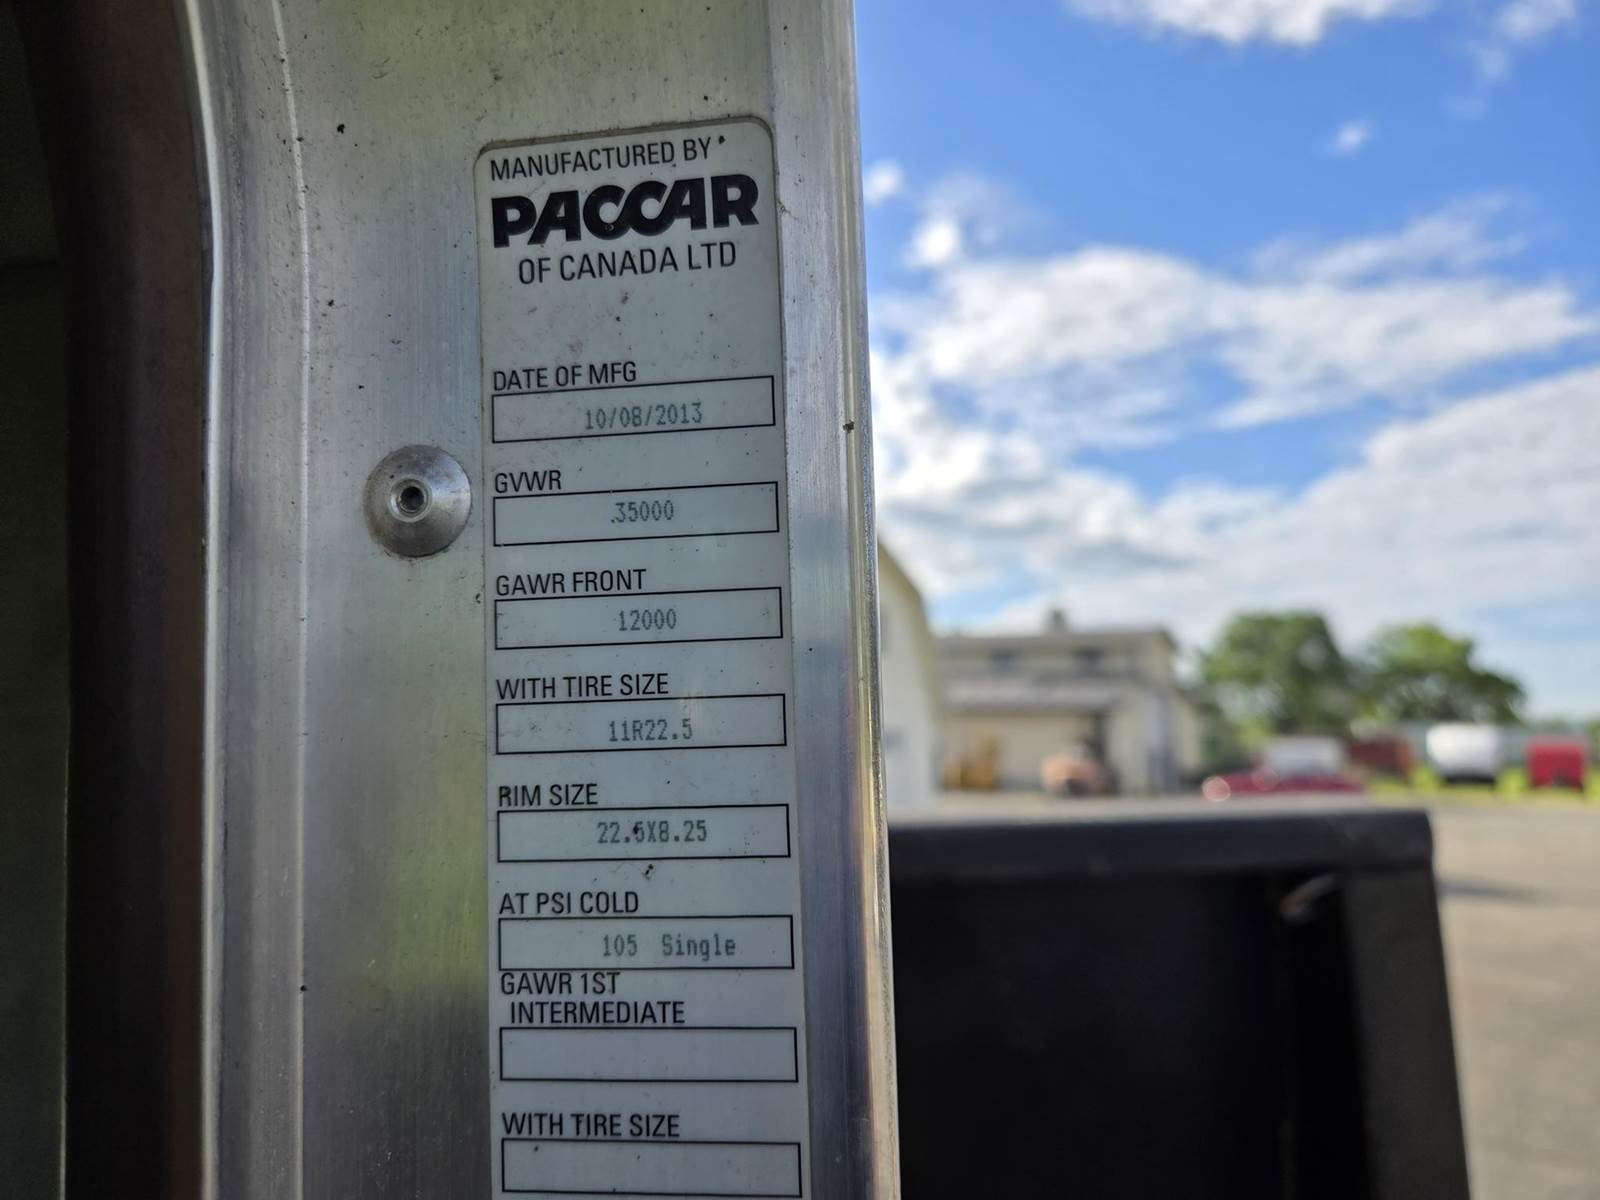 MANUFACTURED BY
PACCAR
OF CANADA LTD
DATE OF MFG
10/08/2013
GVWR
35000
GAWR FRONT
12000
WITH TIRE SIZE
11R22.5
RIM SIZE
22.5X8.25
AT PSI COLD
105 Single
GAWR 1ST
INTERMEDIATE
WITH TIRE SIZE